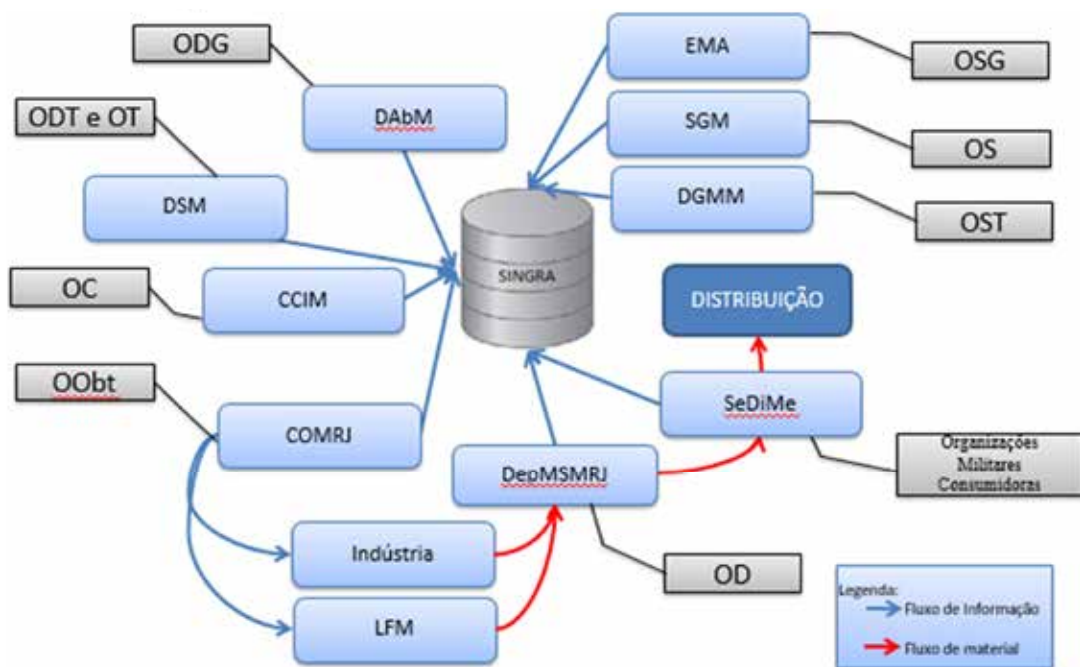 ODG
EMA
OSG
ODT e OT
DAbM
SGM
OS
DSM
DGMM
OST
SINGRA
OC
CCIM
DISTRIBUIÇÃO
OObt
COMRJ
SeDiMe
DepMSMRJ
Organizações
Militares
Consumidoras
Indústria
OD
LFM
Legenda:
Fluxo de Informação
Fluxo de material